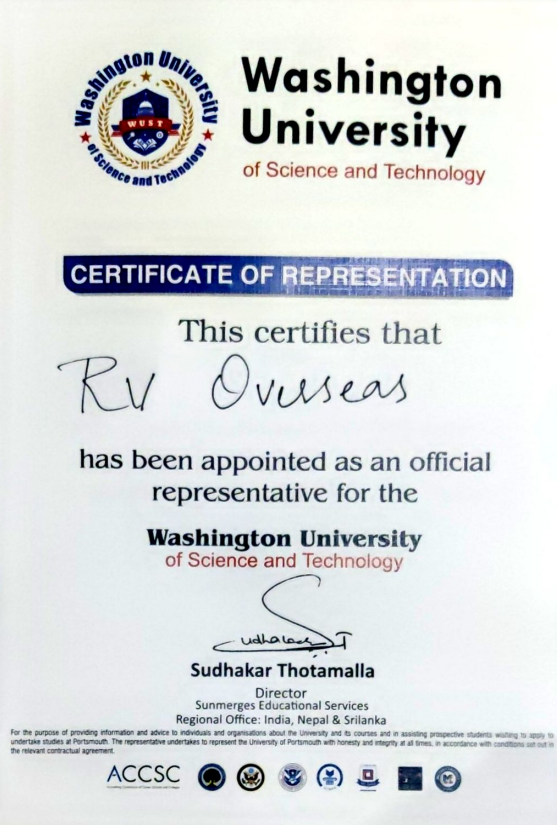 Washington University
of Science and Technology
WUST
Washington
University
of Science and Technology
CERTIFICATE OF REPRESENTATION
This certifies that
RV Overseas
has been appointed as an official
representative for the
Washington University
of Science and Technology
Sudhakar Thotamalla
Director
Sunmerges Educational Services
Regional Office: India, Nepal & Srilanka
For the purpose of providing information and advice to individuals and organisations about the University and its courses and in assisting prospective students wishing to apply to
undertake studies at Portsmouth. The representative undertakes to represent the University of Portsmouth with honesty and integrity at all times, in accordance with conditions set out in
the relevant contractual agreement.
ACCSC